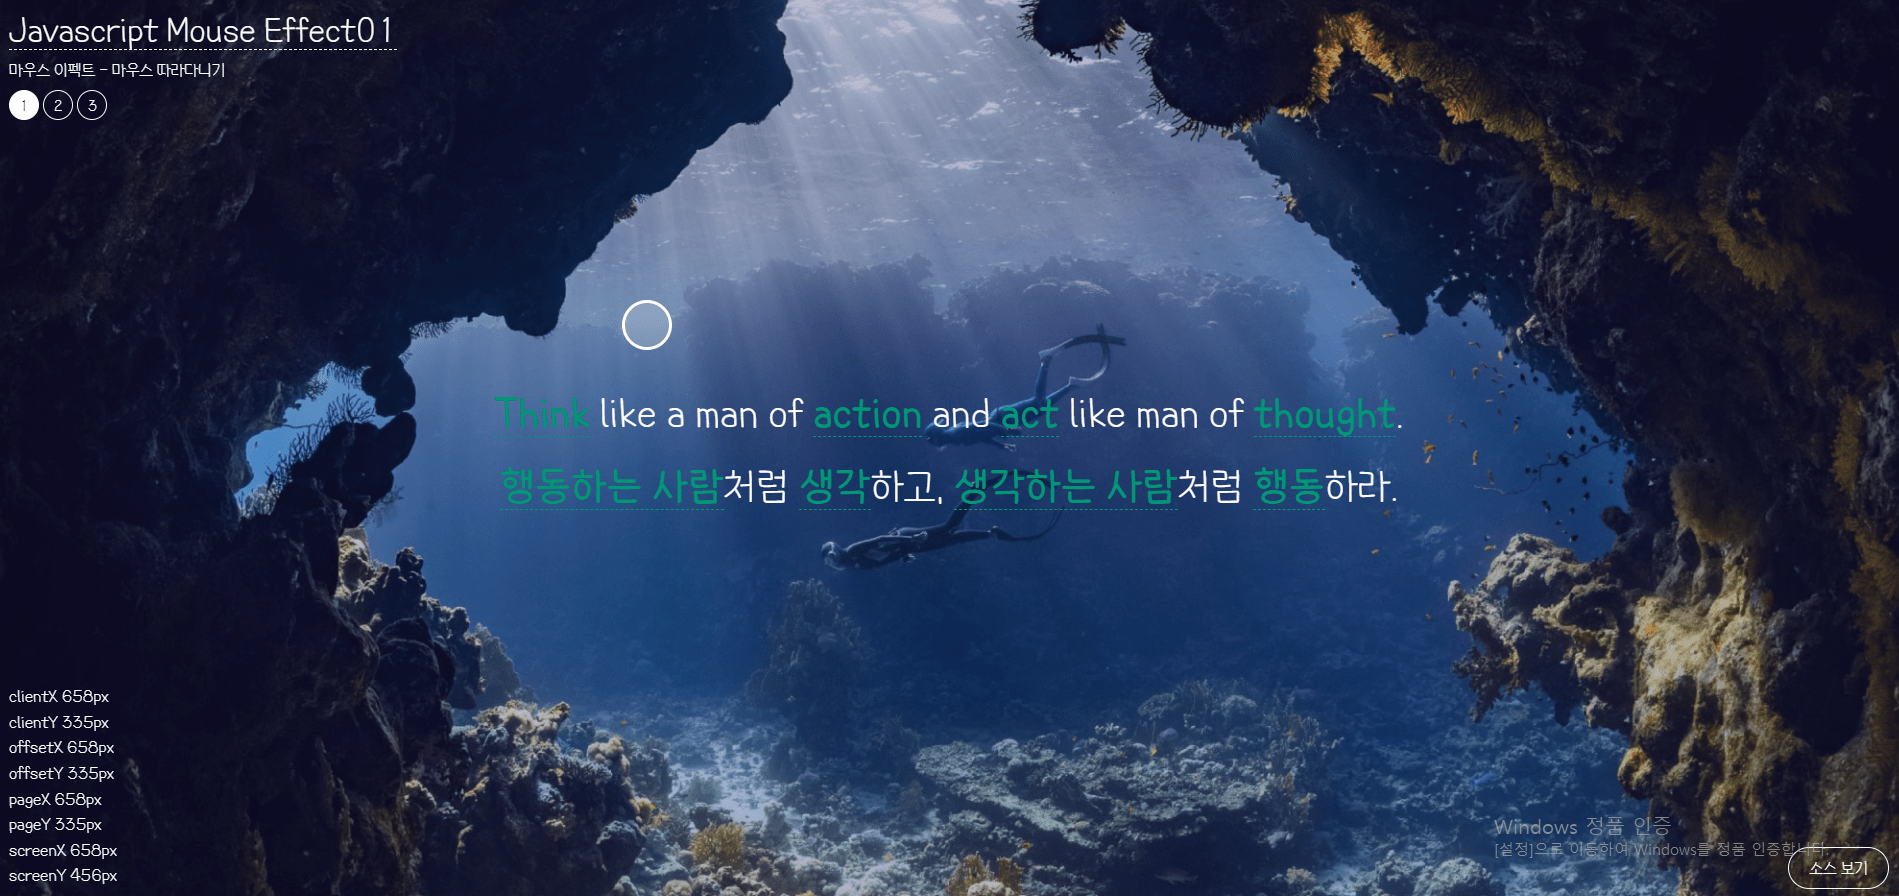 Javascript Mouse Effect01
마우스 이펙트 - 마우스 따라다니기
1 2 3
Think like a man of action and act like man of thought.
행동하는 사람처럼 생각하고, 생각하는 사람처럼 행동하라.
clientX 658px
clientY 335px
offsetX 658px
offsetY 335px
pageX 658px
pageY 335px
screenX 658px
screenY 456px
Windows 정품 인증
[설정]으로 이동하여 Windows를 정품 인증합니다.
소스 보기